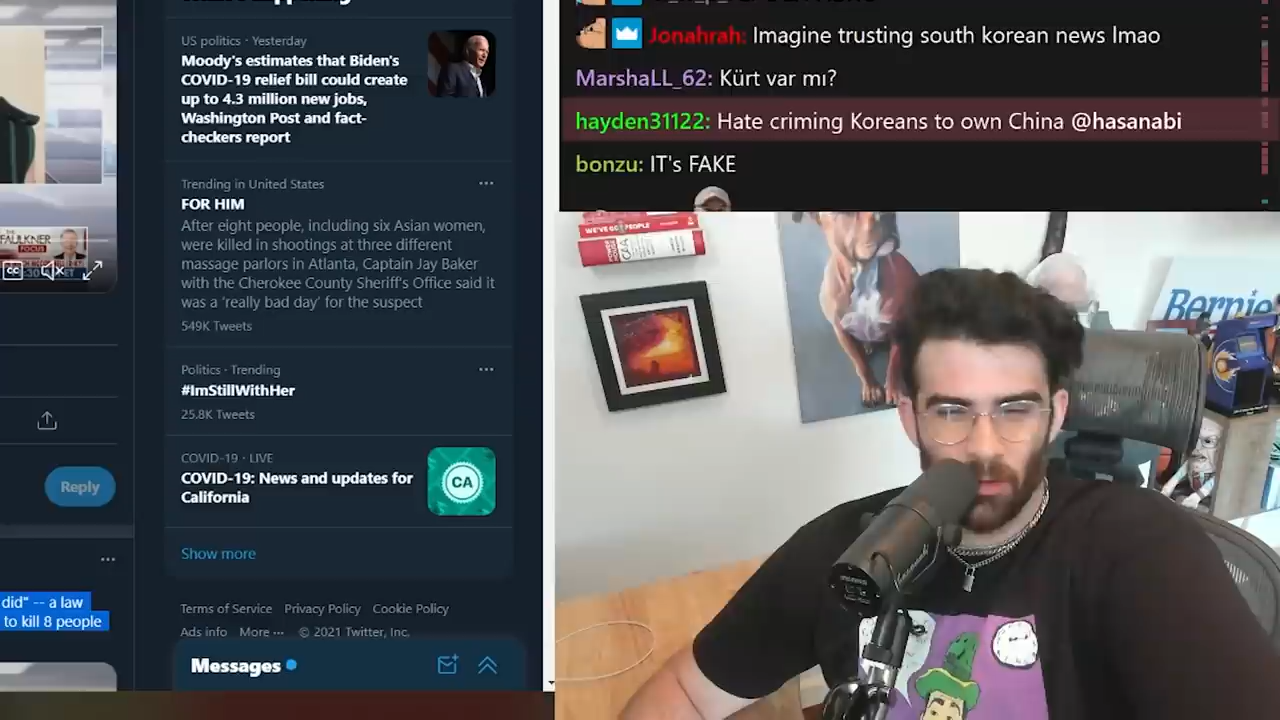 US politics · Yesterday
Moody's estimates that Biden's
COVID-19 relief bill could create
up to 4.3 million new jobs,
Washington Post and fact-
checkers report
Trending in United States
FOR HIM
After eight people, including six Asian women,
were killed in shootings at three different
massage parlors in Atlanta, Captain Jay Baker
with the Cherokee County Sheriff's Office said it
was a 'really bad day' for the suspect
549K Tweets
Politics · Trending
#ImStillWithHer
25.8K Tweets
COVID-19 · LIVE
COVID-19: News and updates for
California
CA
Show more
Terms of Service Privacy Policy Cookie Policy
Ads info More ··· © 2021 Twitter, Inc.
Messages
FAULKNER
FOCUS
CC
Reply
did" -- a law
to kill 8 people
Jonahrah: Imagine trusting south korean news lmao
MarshaLL_62: Kürt var mı?
hayden31122: Hate criming Koreans to own China @hasanabi
bonzu: IT's FAKE
Bernie